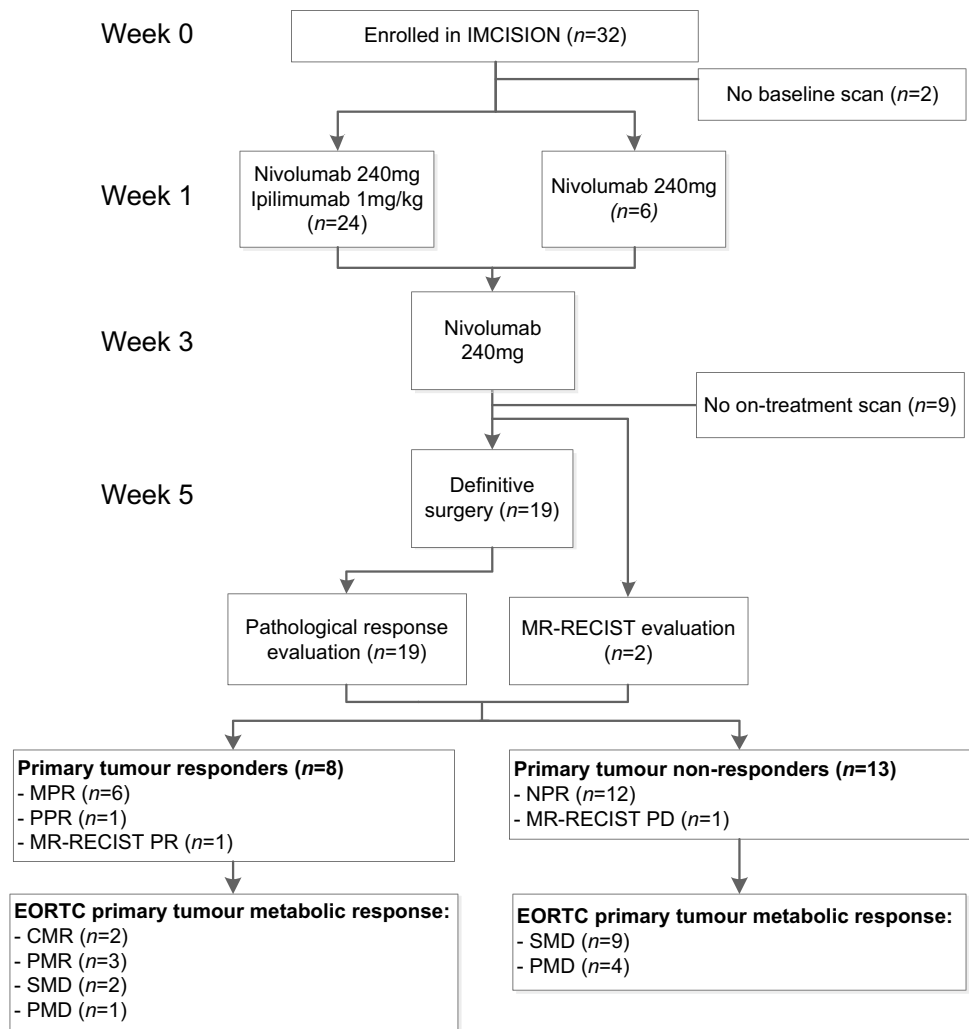 Week 0
Enrolled in IMCISION (n=32)
No baseline scan (n=2)
Week 1
Nivolumab 240mg
Ipilimumab 1mg/kg
(n=24)
Nivolumab 240mg
(n=6)
Week 3
Nivolumab
240mg
No on-treatment scan (n=9)
Week 5
Definitive
surgery (n=19)
Pathological response
evaluation (n=19)
MR-RECIST evaluation
(n=2)
Primary tumour responders (n=8)
- MPR (n=6)
- PPR (n=1)
- MR-RECIST PR (n=1)
Primary tumour non-responders (n=13)
- NPR (n=12)
- MR-RECIST PD (n=1)
EORTC primary tumour metabolic response:
- CMR (n=2)
- PMR (n=3)
- SMD (n=2)
- PMD (n=1)
EORTC primary tumour metabolic response:
- SMD (n=9)
- PMD (n=4)